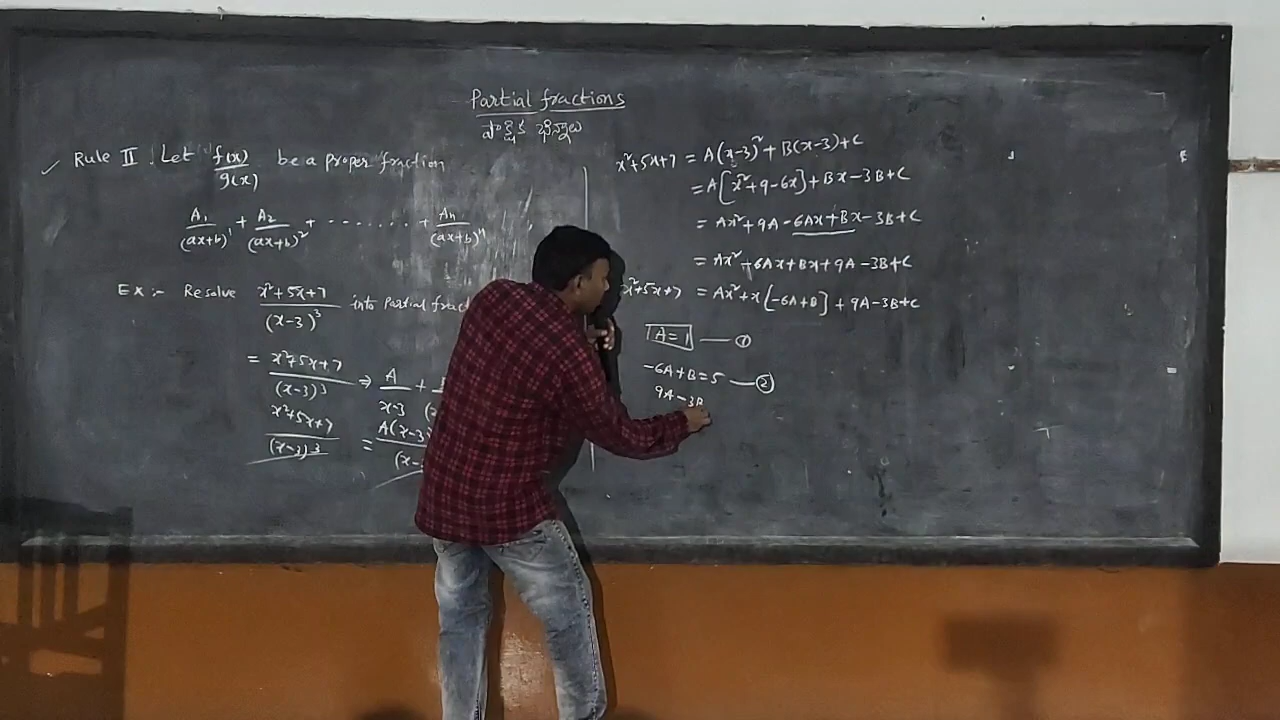 Partial fractions
పాక్షిక భిన్నాలు
✓ Rule II . Let f(x)/g(x) be a proper fraction
A₁/(ax+b)¹ + A₂/(ax+b)² + ........ + Aₙ/(ax+b)ⁿ
Ex :- Resolve x²+5x+7/(x-3)³ into Partial fract
= x²+5x+7/(x-3)³ ⇒ A/x-3 +
x²+5x+7/(x-3)³ = A(x-3)
x²+5x+7 = A(x-3)² + B(x-3)+C
= A[x²+9-6x]+Bx-3B+C
= Ax²+9A-6Ax+Bx-3B+C
= Ax²-6Ax+Bx+9A-3B+C
x²+5x+7 = Ax²+x[-6A+B]+9A-3B+C
A=1 —— ①
-6A+B=5 —— ②
9A-3B